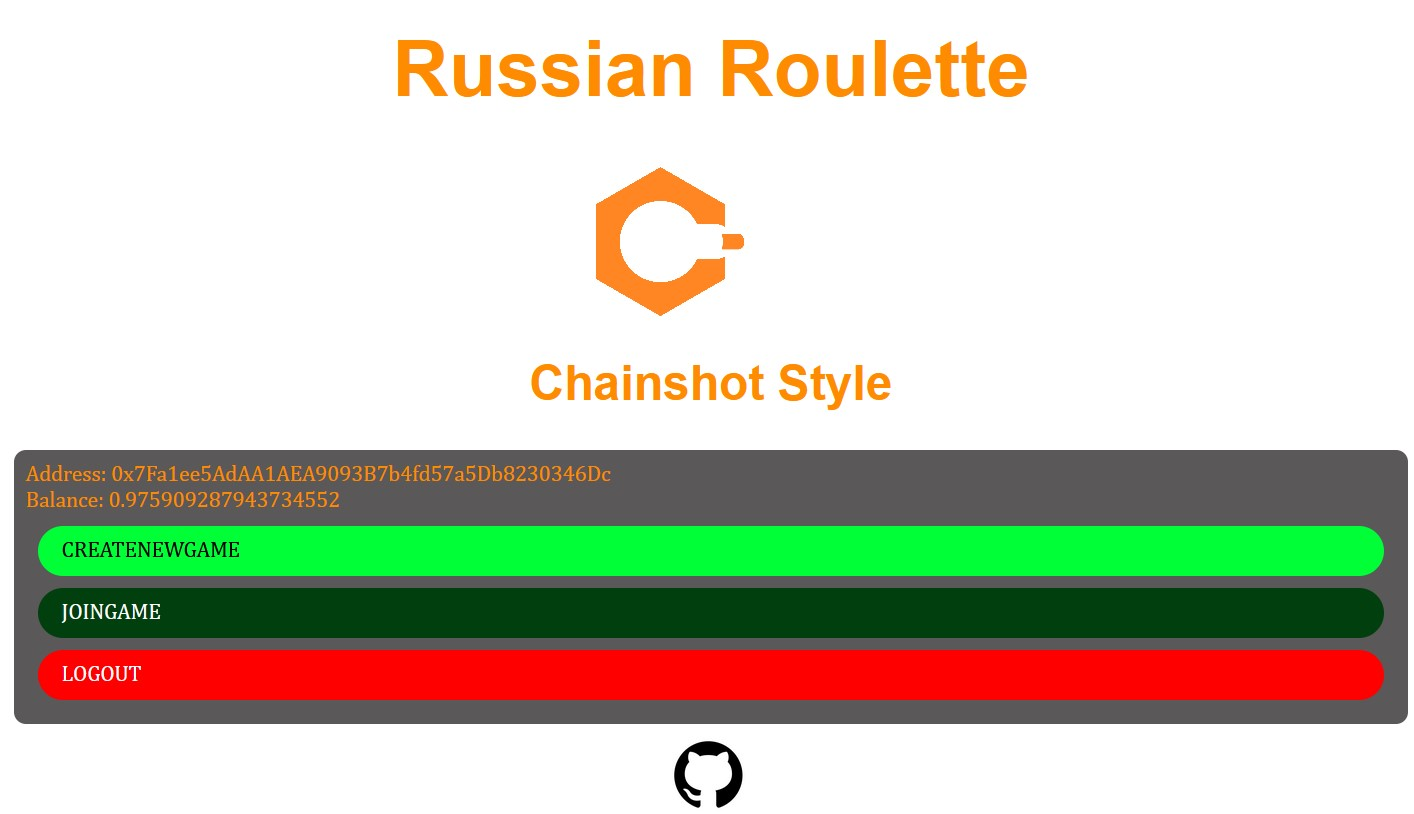 Russian Roulette
Chainshot Style
Address: 0x7Fa1ee5AdAA1AEA9093B7b4fd57a5Db8230346Dc
Balance: 0.975909287943734552
CREATENEWGAME
JOINGAME
LOGOUT